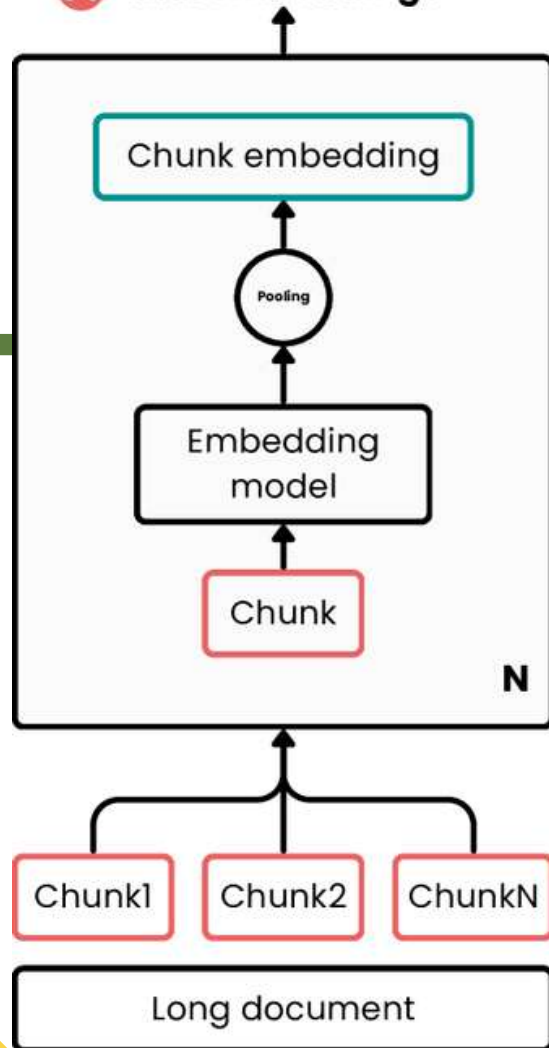 Chunk embedding
Pooling
Embedding
model
Chunk
N
Chunk1
Chunk2
ChunkN
Long document